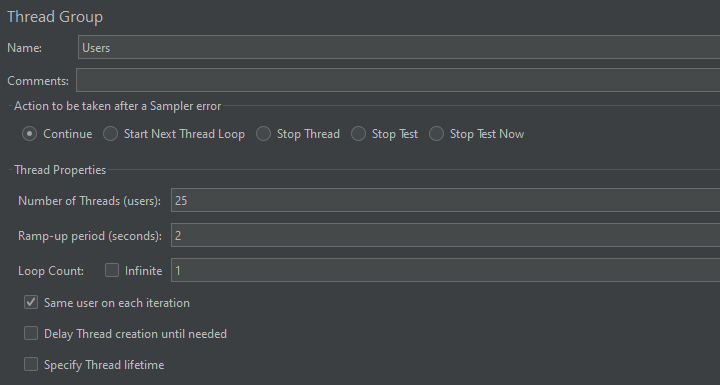 Thread Group
Name: Users
Comments:
Action to be taken after a Sampler error
Continue Start Next Thread Loop Stop Thread Stop Test Stop Test Now
Thread Properties
Number of Threads (users): 25
Ramp-up period (seconds): 2
Loop Count: Infinite 1
Same user on each iteration
Delay Thread creation until needed
Specify Thread lifetime